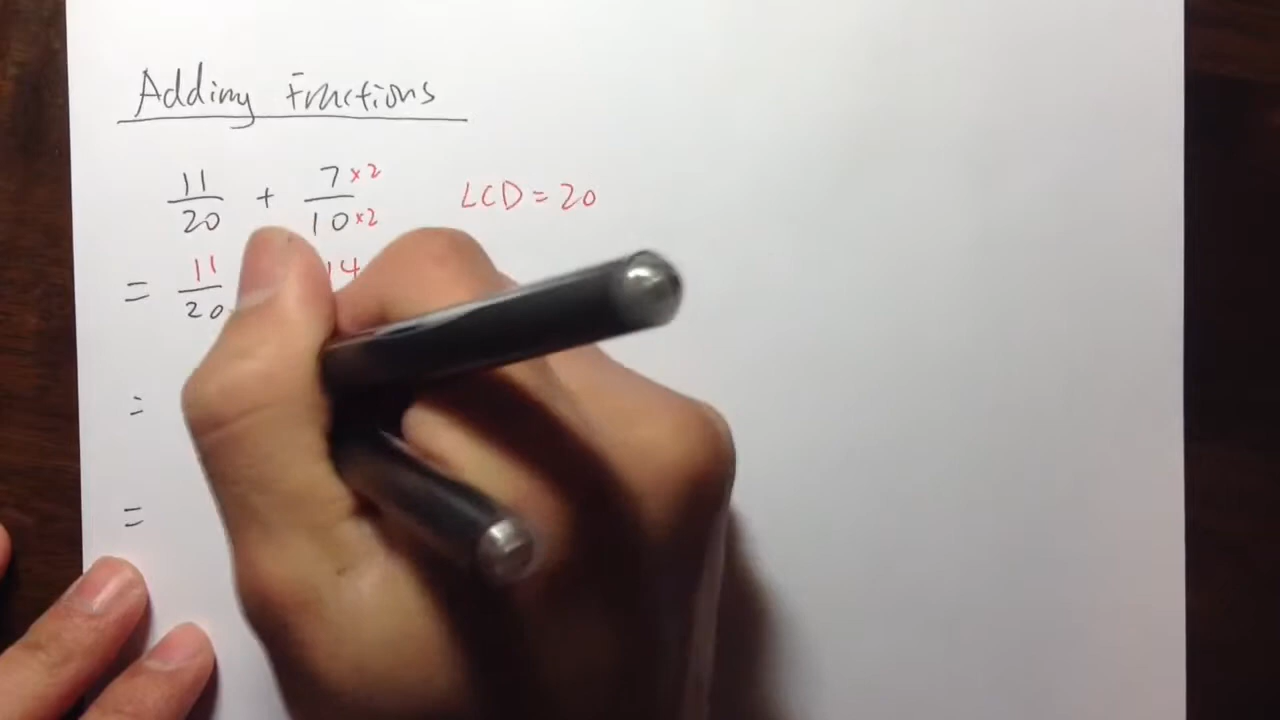 Adding Fractions
11/20 + 7×2/10×2 LCD = 20
= 11/20 14
=
=